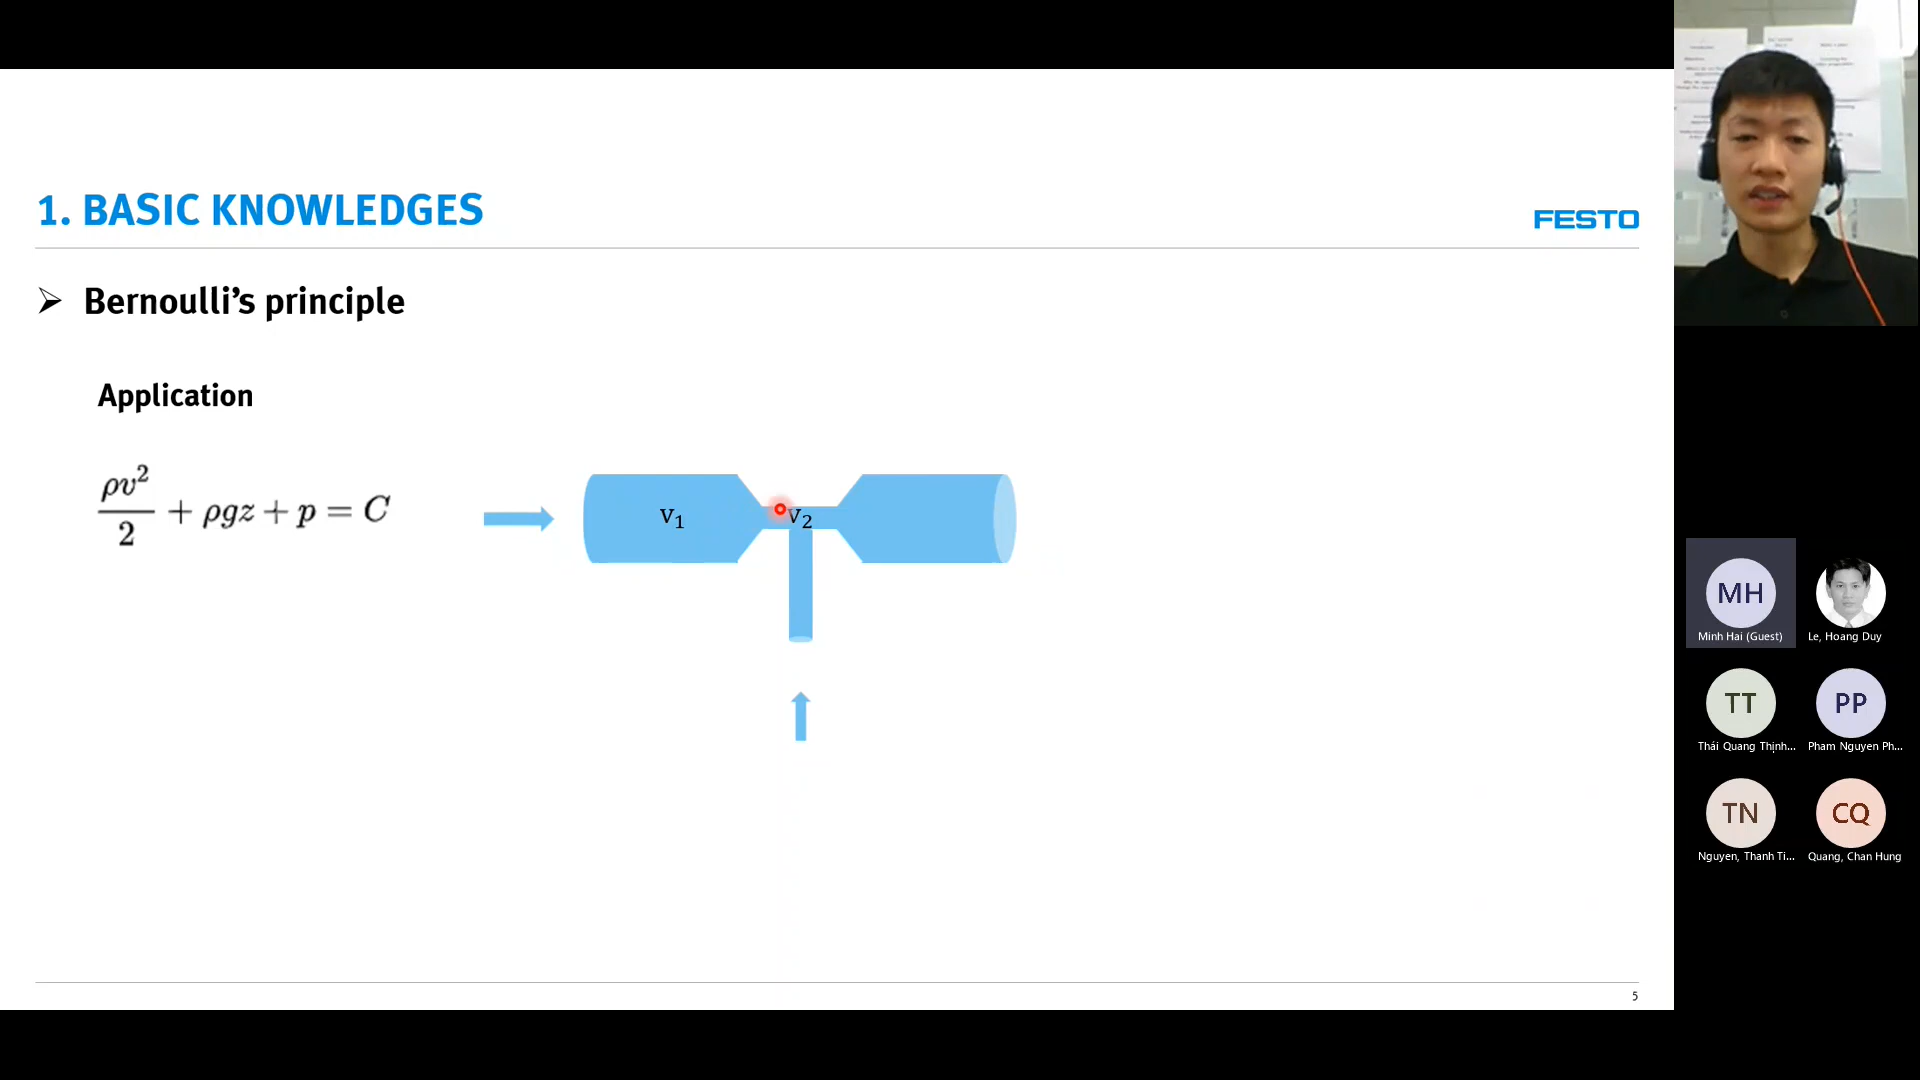 1. BASIC KNOWLEDGES
FESTO
Bernoulli’s principle
Application
ρv²/2 + ρgz + p = C
v₁
v₂
5
MH
Minh Hai (Guest)
Le, Hoang Duy
TT
PP
Thái Quang Thịnh...
Pham Nguyen Ph...
TN
CQ
Nguyen, Thanh Ti...
Quang, Chan Hung